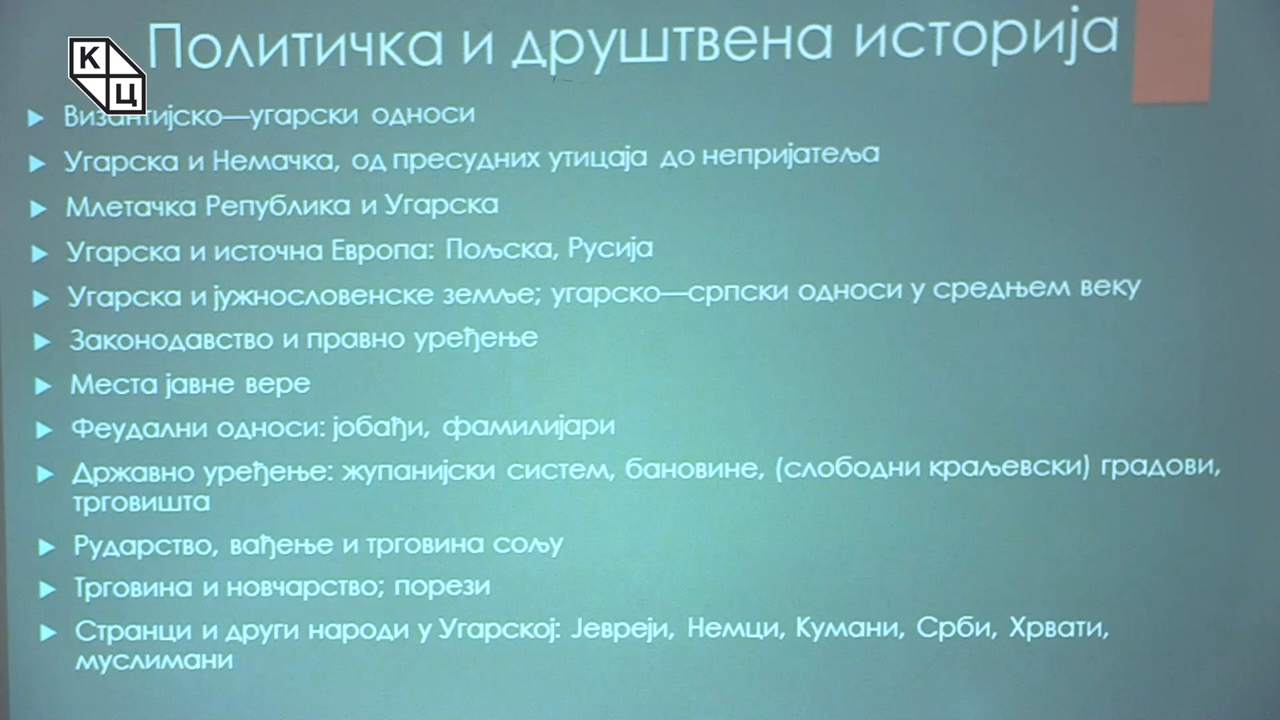 Политичка и друштвена историја
К
Ц
Византијско—угарски односи
Угарска и Немачка, од пресудних утицаја до непријатеља
Млетачка Република и Угарска
Угарска и источна Европа: Пољска, Русија
Угарска и јужнословенске земље; угарско—српски односи у средњем веку
Законодавство и правно уређење
Места јавне вере
Феудални односи: јобађи, фамилијари
Државно уређење: жупанијски систем, бановине, (слободни краљевски) градови,
трговишта
Рударство, вађење и трговина сољу
Трговина и новчарство; порези
Странци и други народи у Угарској: Јевреји, Немци, Кумани, Срби, Хрвати,
муслимани